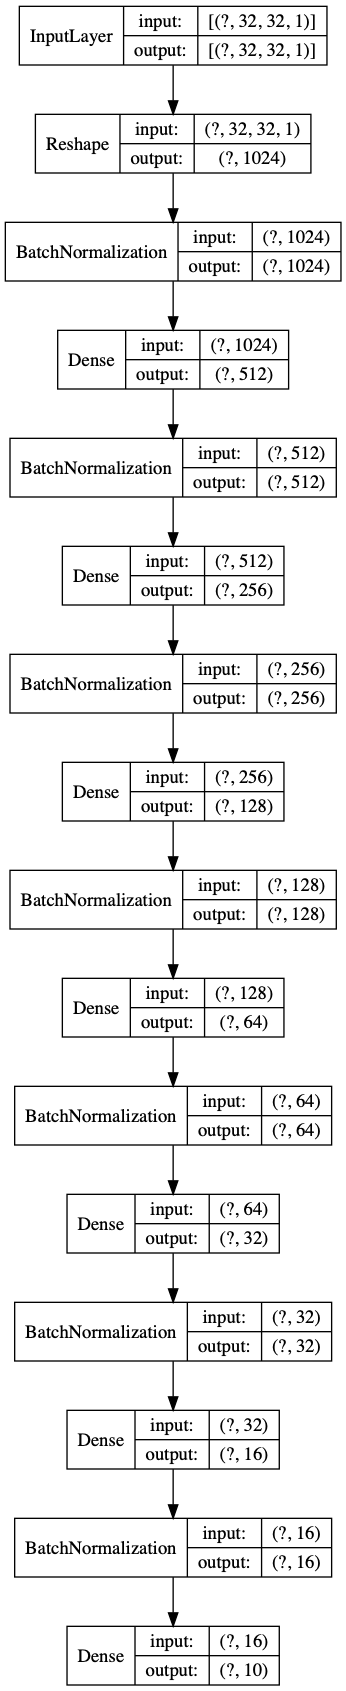 InputLayer
input: [(?, 32, 32, 1)]
output: [(?, 32, 32, 1)]
Reshape
input: (?, 32, 32, 1)
output: (?, 1024)
BatchNormalization
input: (?, 1024)
output: (?, 1024)
Dense
input: (?, 1024)
output: (?, 512)
BatchNormalization
input: (?, 512)
output: (?, 512)
Dense
input: (?, 512)
output: (?, 256)
BatchNormalization
input: (?, 256)
output: (?, 256)
Dense
input: (?, 256)
output: (?, 128)
BatchNormalization
input: (?, 128)
output: (?, 128)
Dense
input: (?, 128)
output: (?, 64)
BatchNormalization
input: (?, 64)
output: (?, 64)
Dense
input: (?, 64)
output: (?, 32)
BatchNormalization
input: (?, 32)
output: (?, 32)
Dense
input: (?, 32)
output: (?, 16)
BatchNormalization
input: (?, 16)
output: (?, 16)
Dense
input: (?, 16)
output: (?, 10)